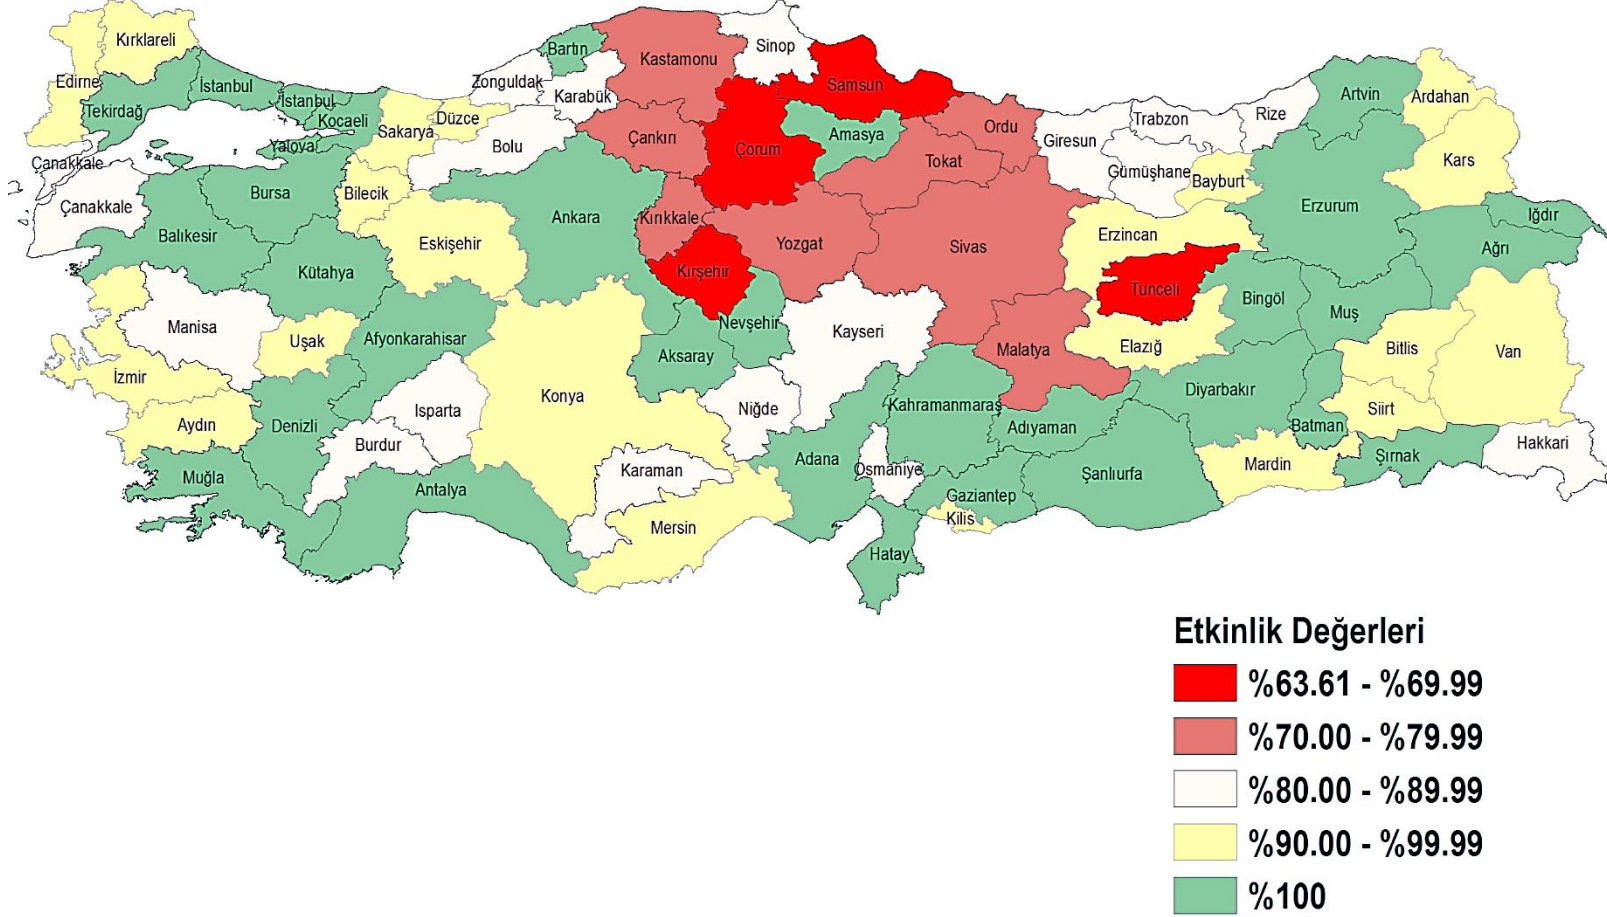 Kırklareli
Edirne
Tekirdağ
İstanbul
İstanbul
Kocaeli
Yalova
Sakarya
Düzce
Zonguldak
Bartın
Karabük
Kastamonu
Sinop
Samsun
Çankırı
Çorum
Amasya
Ordu
Tokat
Giresun
Trabzon
Rize
Gümüşhane
Bayburt
Artvin
Ardahan
Kars
Çanakkale
Çanakkale
Balıkesir
Bursa
Bilecik
Bolu
Eskişehir
Ankara
Kırıkkale
Yozgat
Sivas
Erzincan
Erzurum
Iğdır
Ağrı
Kütahya
Kırşehir
Tunceli
Bingöl
Muş
Manisa
Uşak
Afyonkarahisar
Nevşehir
Aksaray
Kayseri
Malatya
Elazığ
Bitlis
Van
İzmir
Aydın
Denizli
Isparta
Burdur
Konya
Niğde
Kahramanmaraş
Adıyaman
Diyarbakır
Batman
Siirt
Hakkari
Muğla
Antalya
Karaman
Mersin
Adana
Osmaniye
Gaziantep
Kilis
Şanlıurfa
Mardin
Şırnak
Hatay
Etkinlik Değerleri
%63.61 - %69.99
%70.00 - %79.99
%80.00 - %89.99
%90.00 - %99.99
%100